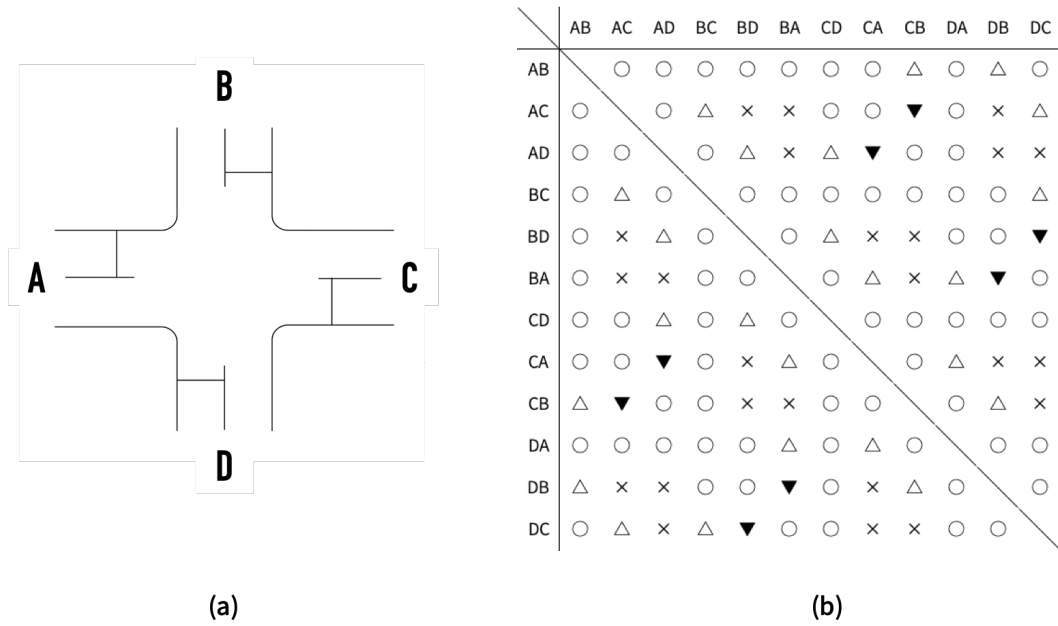 B
A
C
D
(a)
AB AC AD BC BD BA CD CA CB DA DB DC
AB ○ ○ ○ ○ ○ ○ ○ △ ○ △ ○
AC ○ ○ △ × × ○ ○ ▼ ○ × △
AD ○ ○ ○ △ × △ ▼ ○ ○ × ×
BC ○ △ ○ ○ ○ ○ ○ ○ ○ ○ △
BD ○ × △ ○ ○ △ × × ○ ○ ▼
BA ○ × × ○ ○ ○ △ × △ ▼ ○
CD ○ ○ △ ○ △ ○ ○ ○ ○ ○ ○
CA ○ ○ ▼ ○ × △ ○ ○ △ × ×
CB △ ▼ ○ ○ × × ○ ○ ○ △ ×
DA ○ ○ ○ ○ ○ △ ○ △ ○ ○ ○
DB △ × × ○ ○ ▼ ○ × △ ○ ○
DC ○ △ × △ ▼ ○ ○ × × ○ ○
(b)